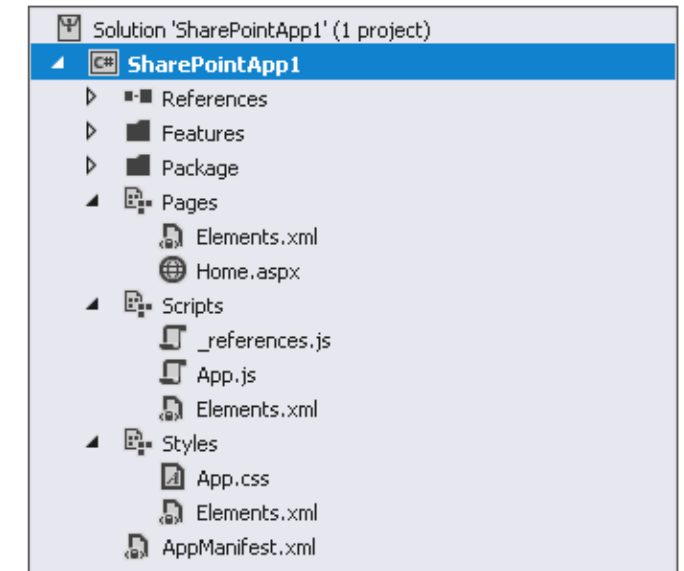 Solution 'SharePointApp1' (1 project)
C# SharePointApp1
References
Features
Package
Pages
Elements.xml
Home.aspx
Scripts
_references.js
App.js
Elements.xml
Styles
App.css
Elements.xml
AppManifest.xml